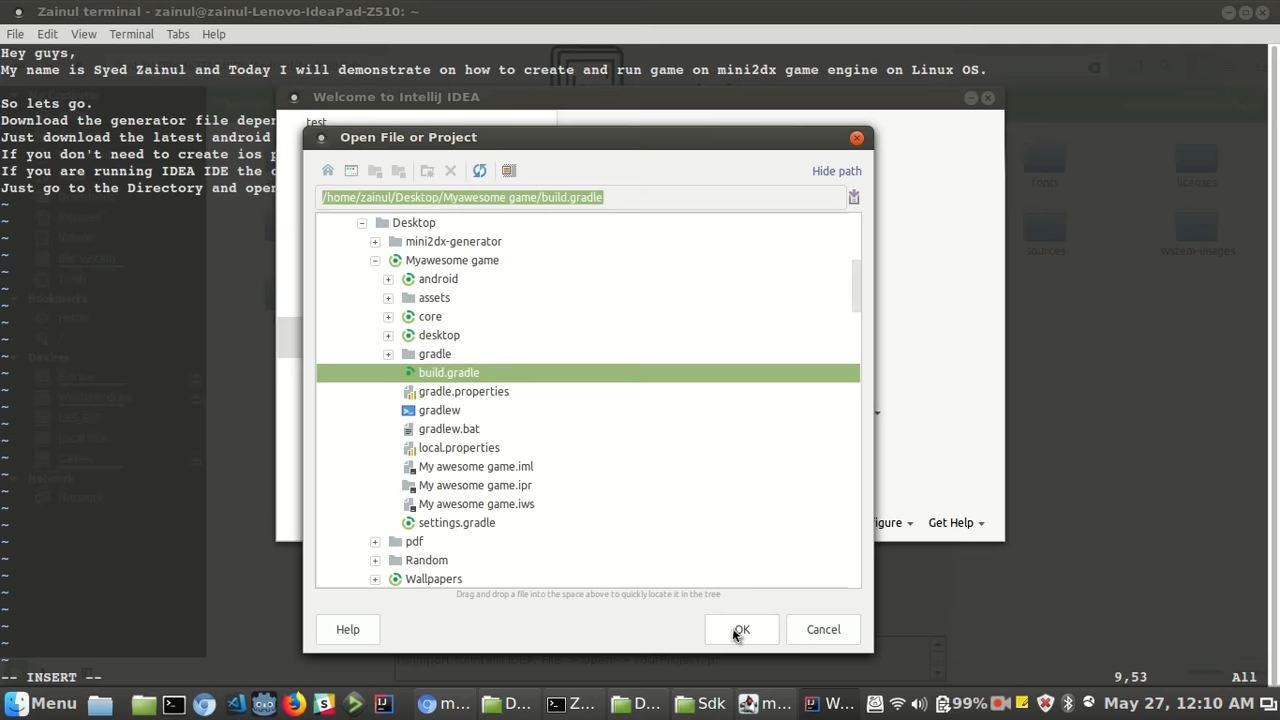 Zainul terminal - zainul@zainul-Lenovo-IdeaPad-Z510: ~
File Edit View Terminal Tabs Help
Hey guys,
My name is Syed Zainul and Today I will demonstrate on how to create and run game on mini2dx game engine on Linux OS.
So lets go.
Download the generator file deper
Just download the latest android
If you don't need to create ios p
If you are running IDEA IDE the c
Just go to the Directory and open
Welcome to IntelliJ IDEA
test
Open File or Project
Hide path
/home/zainul/Desktop/Myawesome game/build.gradle
Desktop
mini2dx-generator
Myawesome game
android
assets
core
desktop
gradle
build.gradle
gradle.properties
gradlew
gradlew.bat
local.properties
My awesome game.iml
My awesome game.ipr
My awesome game.iws
settings.gradle
pdf
Random
Wallpapers
Drag and drop a file into the space above to quickly locate it in the tree
Help OK Cancel
figure Get Help
fonts licenses
sources system-images
-- INSERT -- 9,53 All
Menu m... D... Z... D... Sdk m... W... 99% May 27, 12:10 AM